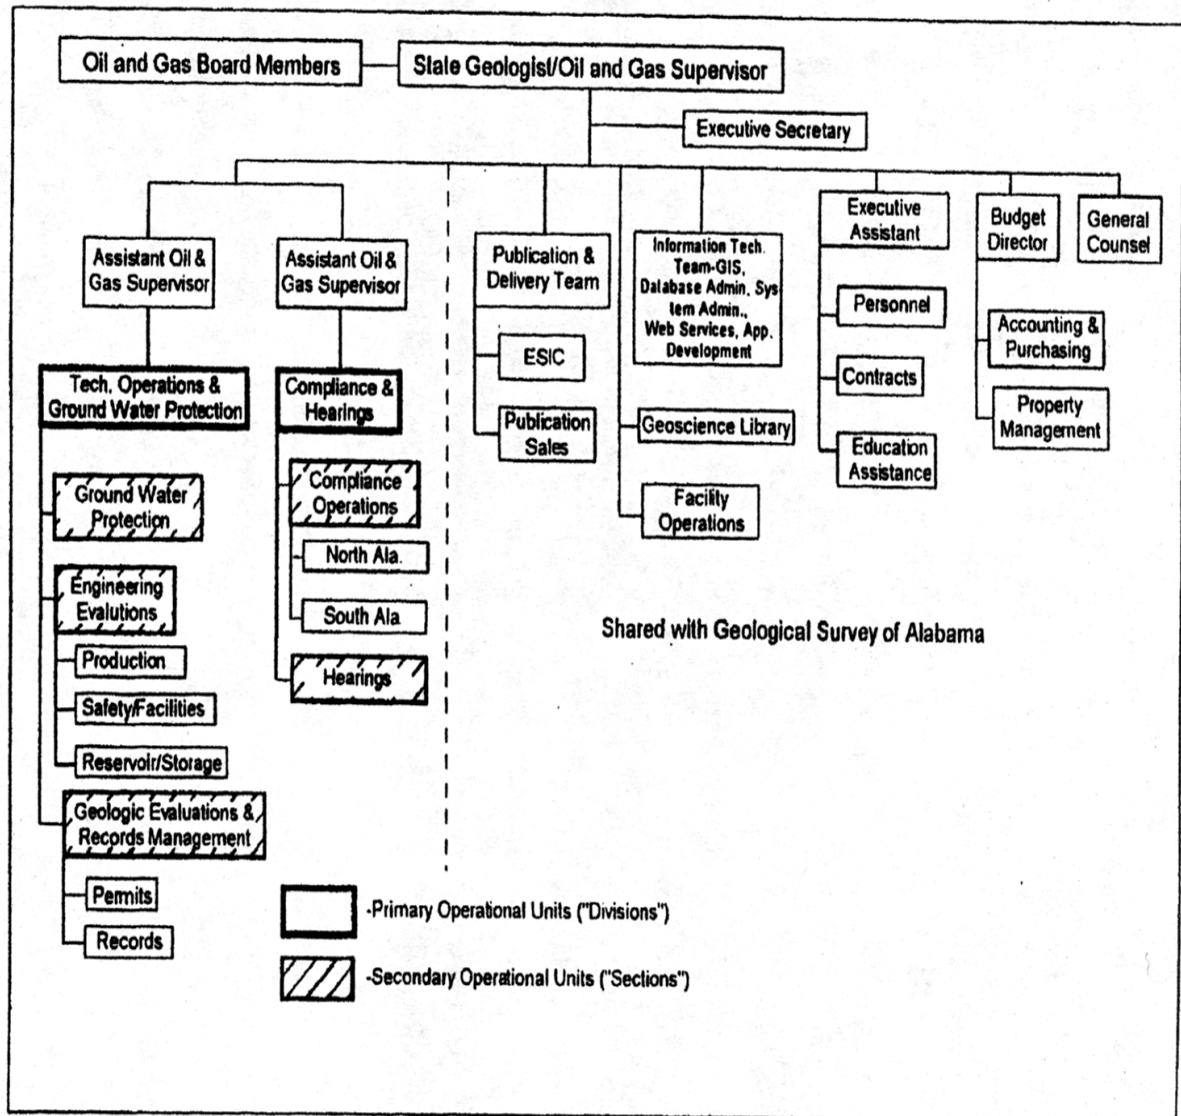 Oil and Gas Board Members
State Geologist/Oil and Gas Supervisor
Executive Secretary
Assistant Oil &
Gas Supervisor
Assistant Oil &
Gas Supervisor
Publication &
Delivery Team
Information Tech.
Team-GIS,
Database Admin, Sys
tem Admin.,
Web Services, App.
Development
Executive
Assistant
Budget
Director
General
Counsel
Tech. Operations &
Ground Water Protection
Compliance &
Hearings
ESIC
Publication
Sales
Geoscience Library
Facility
Operations
Personnel
Contracts
Education
Assistance
Accounting &
Purchasing
Property
Management
Ground Water
Protection
Engineering
Evalutions
Production
Safety/Facilities
Reservoir/Storage
Geologic Evaluations &
Records Management
Permits
Records
Compliance
Operations
North Ala.
South Ala
Hearings
Shared with Geological Survey of Alabama
-Primary Operational Units ("Divisions")
-Secondary Operational Units ("Sections")